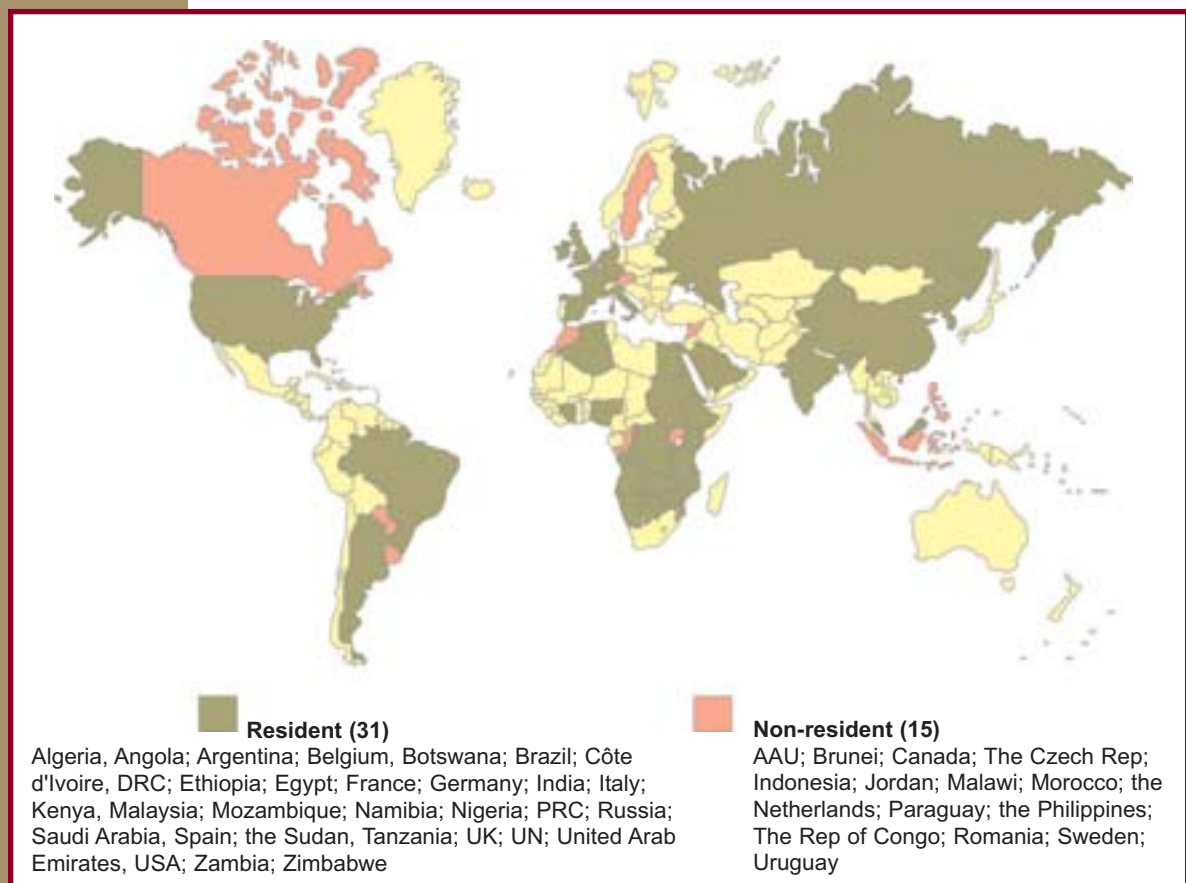 Resident (31)
Algeria, Angola; Argentina; Belgium, Botswana; Brazil; Côte
d'Ivoire, DRC; Ethiopia; Egypt; France; Germany; India; Italy;
Kenya, Malaysia; Mozambique; Namibia; Nigeria; PRC; Russia;
Saudi Arabia, Spain; the Sudan, Tanzania; UK; UN; United Arab
Emirates, USA; Zambia; Zimbabwe
Non-resident (15)
AAU; Brunei; Canada; The Czech Rep;
Indonesia; Jordan; Malawi; Morocco; the
Netherlands; Paraguay; the Philippines;
The Rep of Congo; Romania; Sweden;
Uruguay